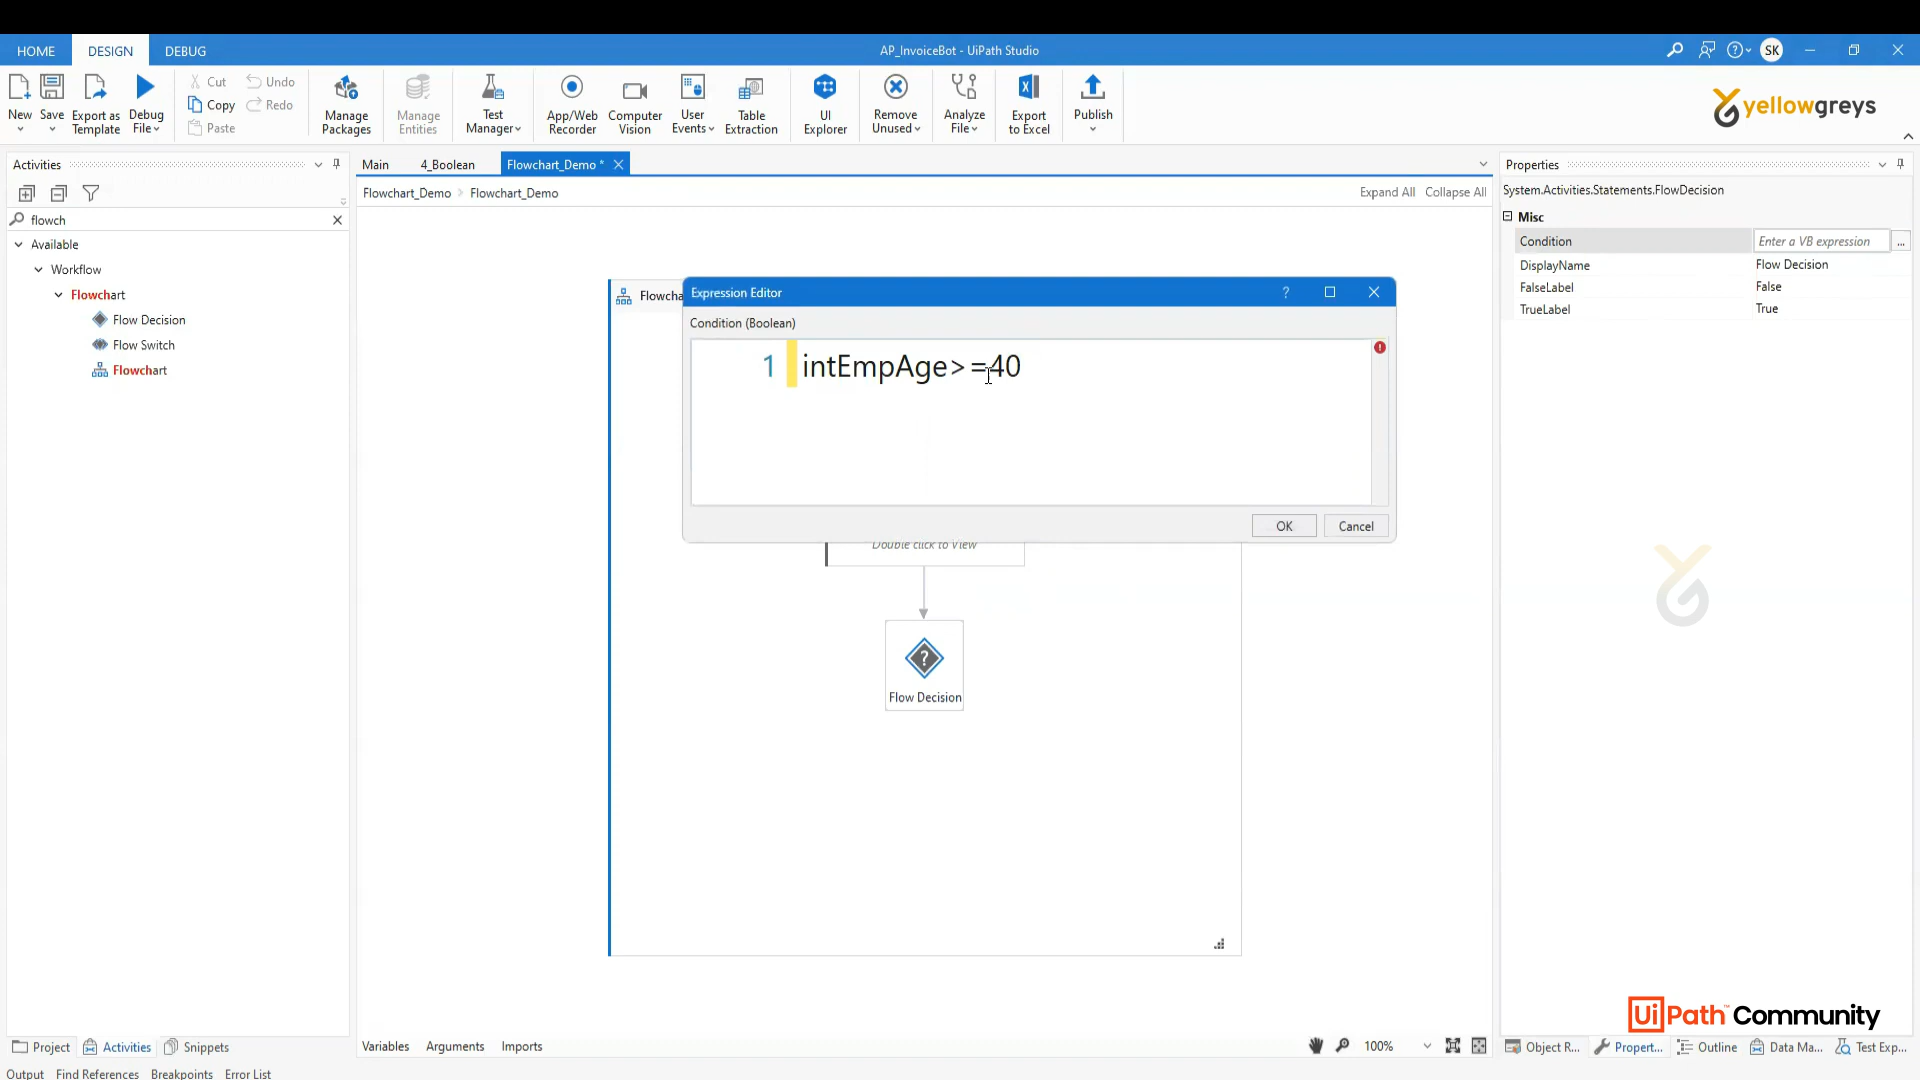 HOME DESIGN DEBUG AP_InvoiceBot - UiPath Studio SK
New Save Export as Template Debug File Cut Copy Paste Undo Redo Manage Packages Manage Entities Test Manager App/Web Recorder Computer Vision User Events Table Extraction UI Explorer Remove Unused Analyze File Export to Excel Publish
yellowgreys
Activities
Main 4_Boolean Flowchart_Demo *
Properties
Flowchart_Demo > Flowchart_Demo Expand All Collapse All
System.Activities.Statements.FlowDecision
flowch
Misc
Available
Condition Enter a VB expression ...
Workflow
DisplayName Flow Decision
Flowchart
FalseLabel False
Flow Decision
TrueLabel True
Flow Switch
Flowchart
Flowcha
Expression Editor ?
Condition (Boolean)
1 intEmpAge>=40
OK Cancel
Double click to View
?
Flow Decision
UiPath™ Community
Project Activities Snippets
Variables Arguments Imports 100%
Object R... Propert... Outline Data Ma... Test Exp...
Output Find References Breakpoints Error List